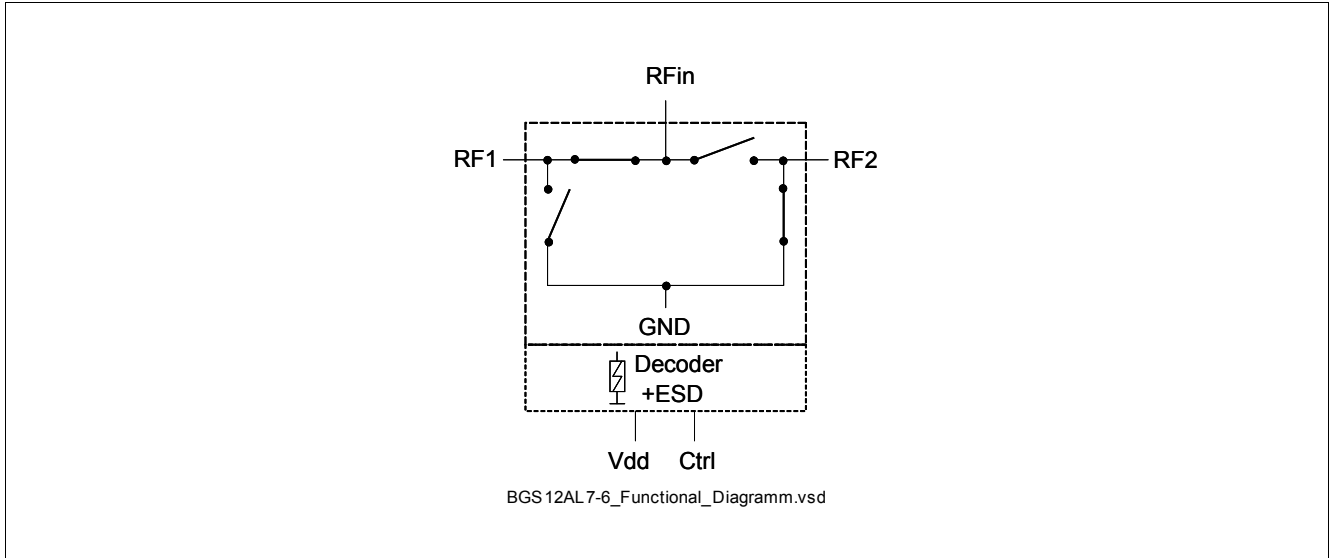 RFin
RF1
RF2
GND
Decoder
+ESD
Vdd Ctrl
BGS12AL7-6_Functional_Diagramm.vsd